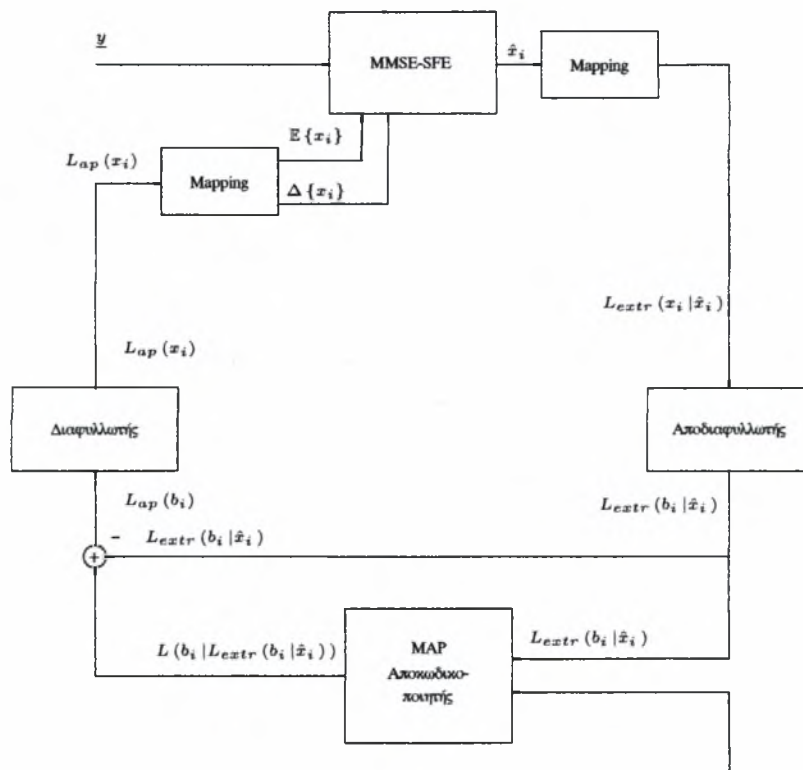 y
MMSE-SFE
x̂_i
Mapping
𝔼 {x_i}
L_ap (x_i)
Mapping
Δ {x_i}
L_extr (x_i | x̂_i)
L_ap (x_i)
Διαφυλλωτής
Αποδιαφυλλωτής
L_ap (b_i)
L_extr (b_i | x̂_i)
− L_extr (b_i | x̂_i)
+
L (b_i | L_extr (b_i | x̂_i))
MAP
Αποκωδικο-
ποιητής
L_extr (b_i | x̂_i)